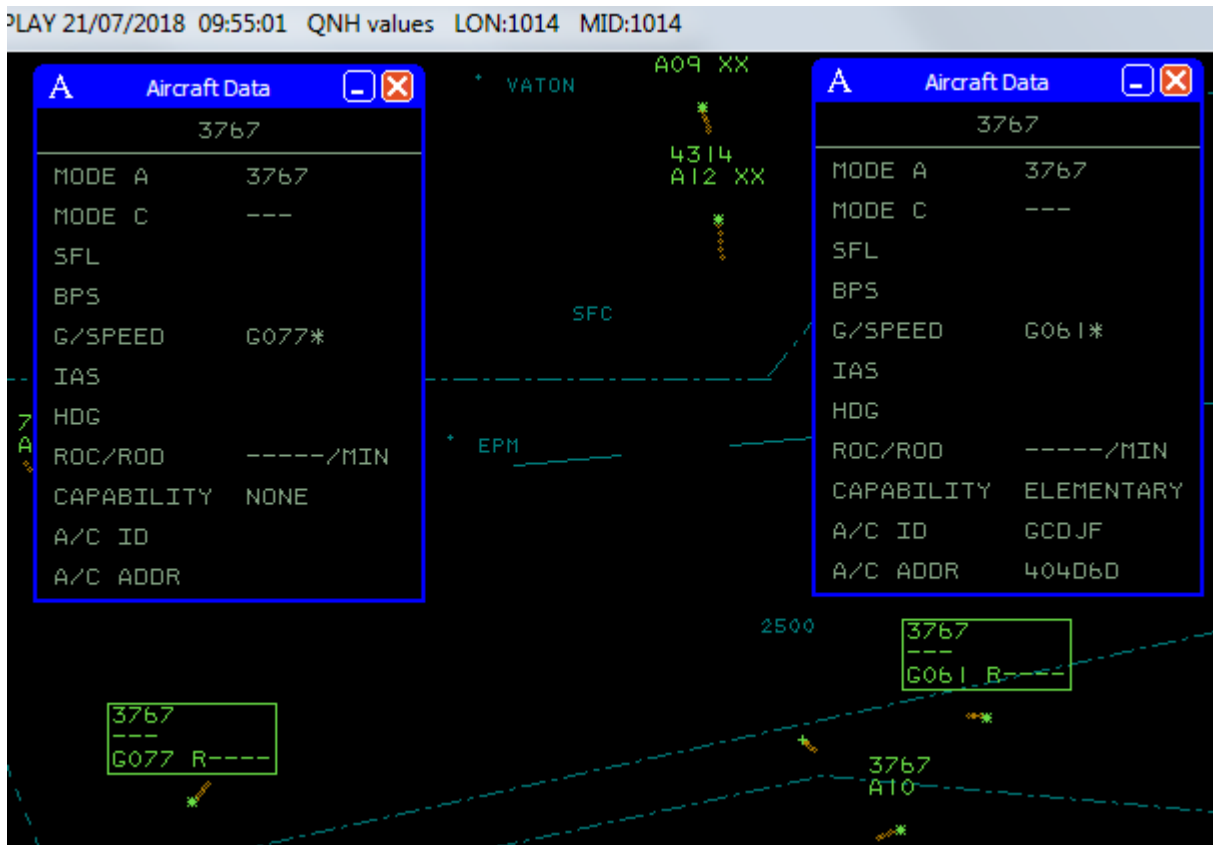 PLAY 21/07/2018 09:55:01 QNH values LON:1014 MID:1014
A Aircraft Data
3767
MODE A 3767
MODE C ---
SFL
BPS
G/SPEED G077*
IAS
HDG
ROC/ROD -----/MIN
CAPABILITY NONE
A/C ID
A/C ADDR
VATON
A09 XX
4314
A12 XX
SFC
EPM
7
A
A Aircraft Data
3767
MODE A 3767
MODE C ---
SFL
BPS
G/SPEED G061*
IAS
HDG
ROC/ROD -----/MIN
CAPABILITY ELEMENTARY
A/C ID GCDJF
A/C ADDR 404D6D
2500
3767
---
G061 R----
3767
---
G077 R----
3767
A10